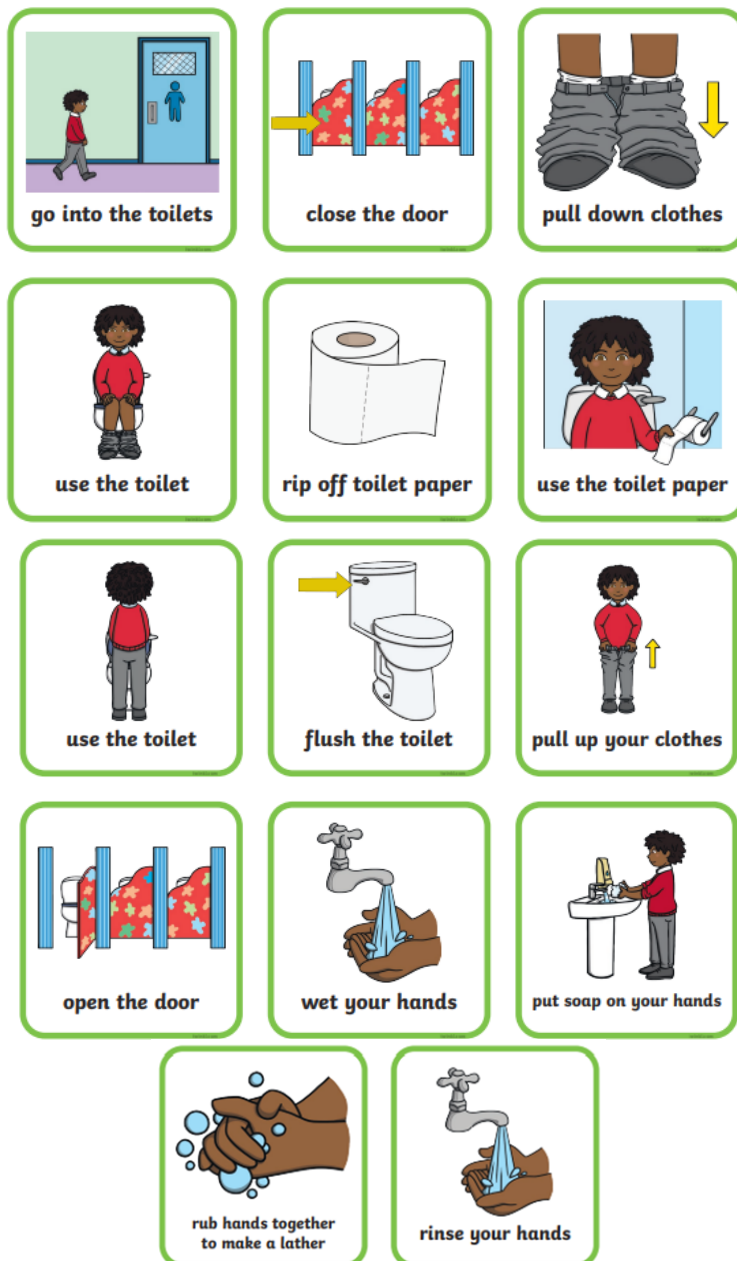 go into the toilets
close the door
pull down clothes
use the toilet
rip off toilet paper
use the toilet paper
use the toilet
flush the toilet
pull up your clothes
open the door
wet your hands
put soap on your hands
rub hands together
to make a lather
rinse your hands